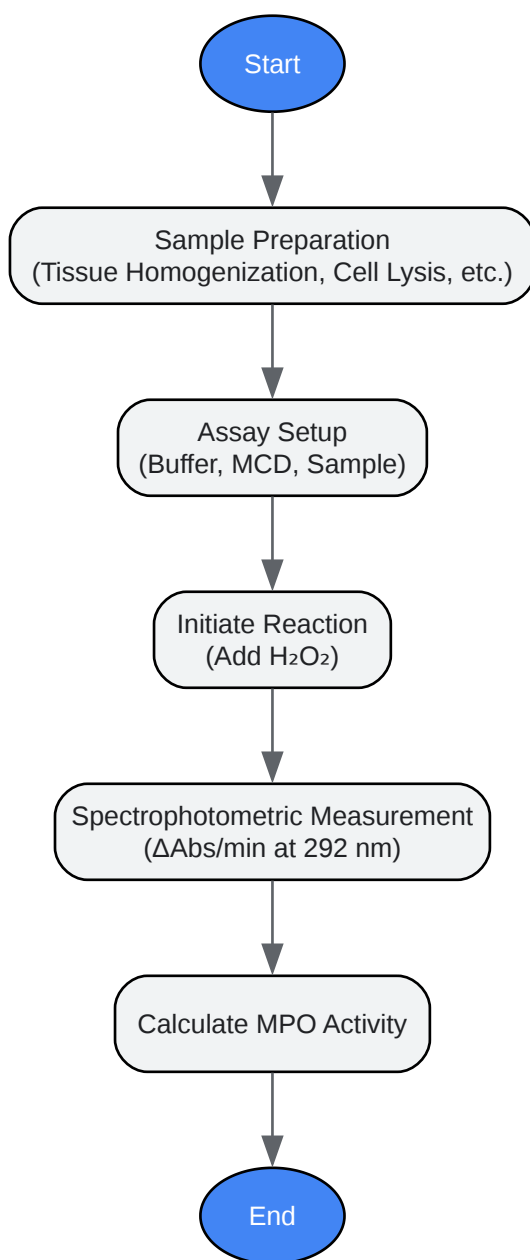 Start
Sample Preparation
(Tissue Homogenization, Cell Lysis, etc.)
Assay Setup
(Buffer, MCD, Sample)
Initiate Reaction
(Add H₂O₂)
Spectrophotometric Measurement
(ΔAbs/min at 292 nm)
Calculate MPO Activity
End